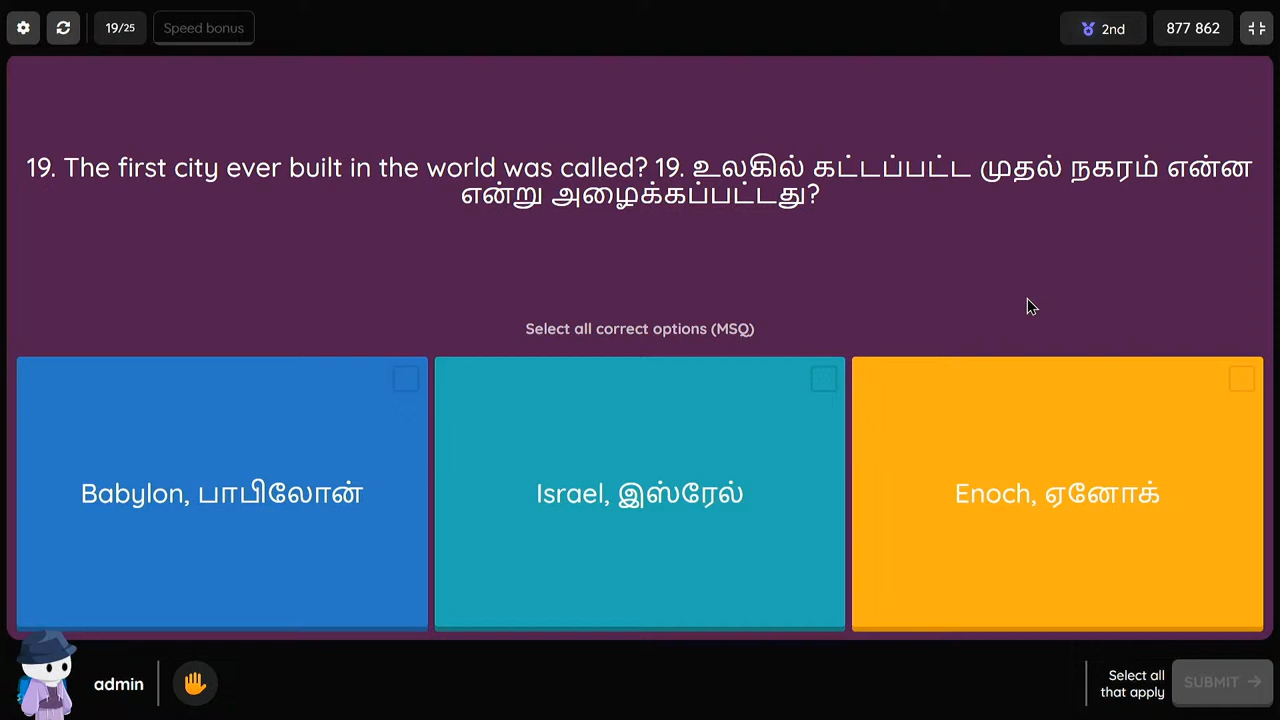 19/25 Speed bonus 2nd 877 862
19. The first city ever built in the world was called? 19. உலகில் கட்டப்பட்ட முதல் நகரம் என்ன
என்று அழைக்கப்பட்டது?
Select all correct options (MSQ)
Babylon, பாபிலோன்
Israel, இஸ்ரேல்
Enoch, ஏனோக்
admin
Select all
that apply
SUBMIT